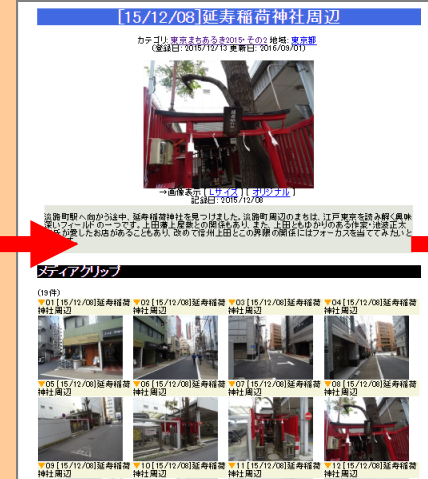 [15/12/08]延寿稲荷神社周辺
カテゴリ: 東京まちあるき2015・その2 地域: 東京都
(登録日: 2015/12/13 更新日: 2016/09/01)
→画像表示 [ Lサイズ ] [ オリジナル ]
記録日: 2015/12/08
淡路町駅へ向かう途中、延寿稲荷神社を見つけました。淡路町周辺のまちは、江戸東京を読み解く興味
深いフィールドの一つです。上田藩上屋敷との関係もあり、また、上田ともゆかりのある作家・池波正太
氏が愛したお店があることもあり、改めて信州上田とこの界隈の関係にはフォーカスを当ててみたいと
メディアクリップ
(19件)
▼01 [15/12/08]延寿稲荷神社周辺
▼02 [15/12/08]延寿稲荷神社周辺
▼03 [15/12/08]延寿稲荷神社周辺
▼04 [15/12/08]延寿稲荷神社周辺
▼05 [15/12/08]延寿稲荷神社周辺
▼06 [15/12/08]延寿稲荷神社周辺
▼07 [15/12/08]延寿稲荷神社周辺
▼08 [15/12/08]延寿稲荷神社周辺
▼09 [15/12/08]延寿稲荷神社周辺
▼10 [15/12/08]延寿稲荷神社周辺
▼11 [15/12/08]延寿稲荷神社周辺
▼12 [15/12/08]延寿稲荷神社周辺